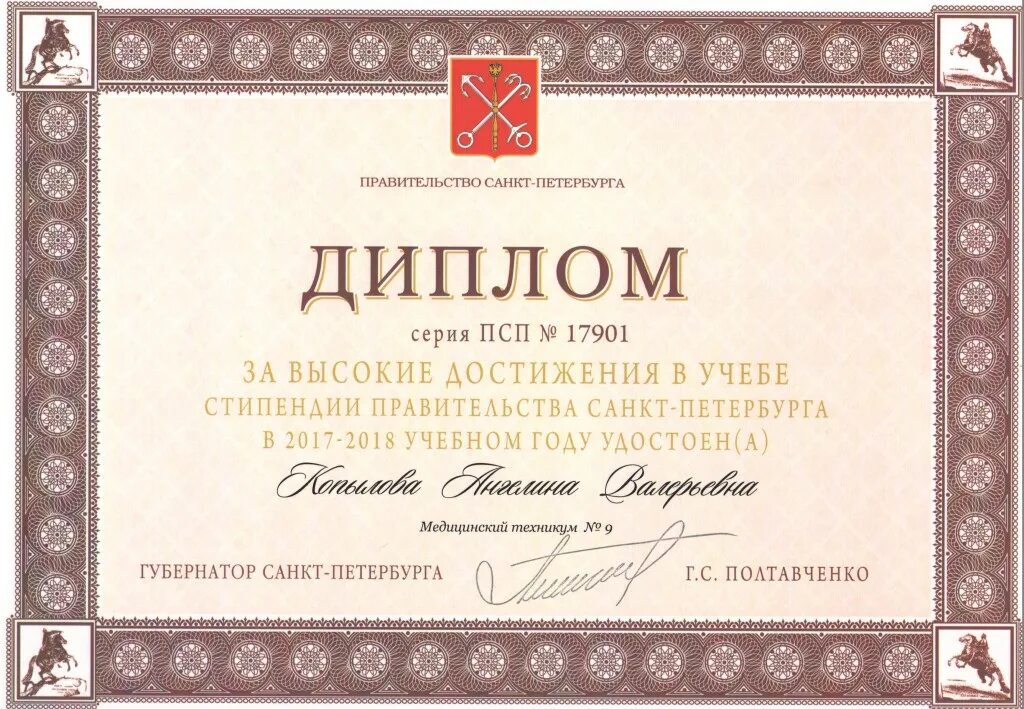 ПРАВИТЕЛЬСТВО САНКТ-ПЕТЕРБУРГА
ДИПЛОМ
серия ПСП № 17901
ЗА ВЫСОКИЕ ДОСТИЖЕНИЯ В УЧЕБЕ
СТИПЕНДИИ ПРАВИТЕЛЬСТВА САНКТ-ПЕТЕРБУРГА
В 2017-2018 УЧЕБНОМ ГОДУ УДОСТОЕН(А)
Копылова Ангелина Валерьевна
Медицинский техникум № 9
ГУБЕРНАТОР САНКТ-ПЕТЕРБУРГА Г.С. ПОЛТАВЧЕНКО